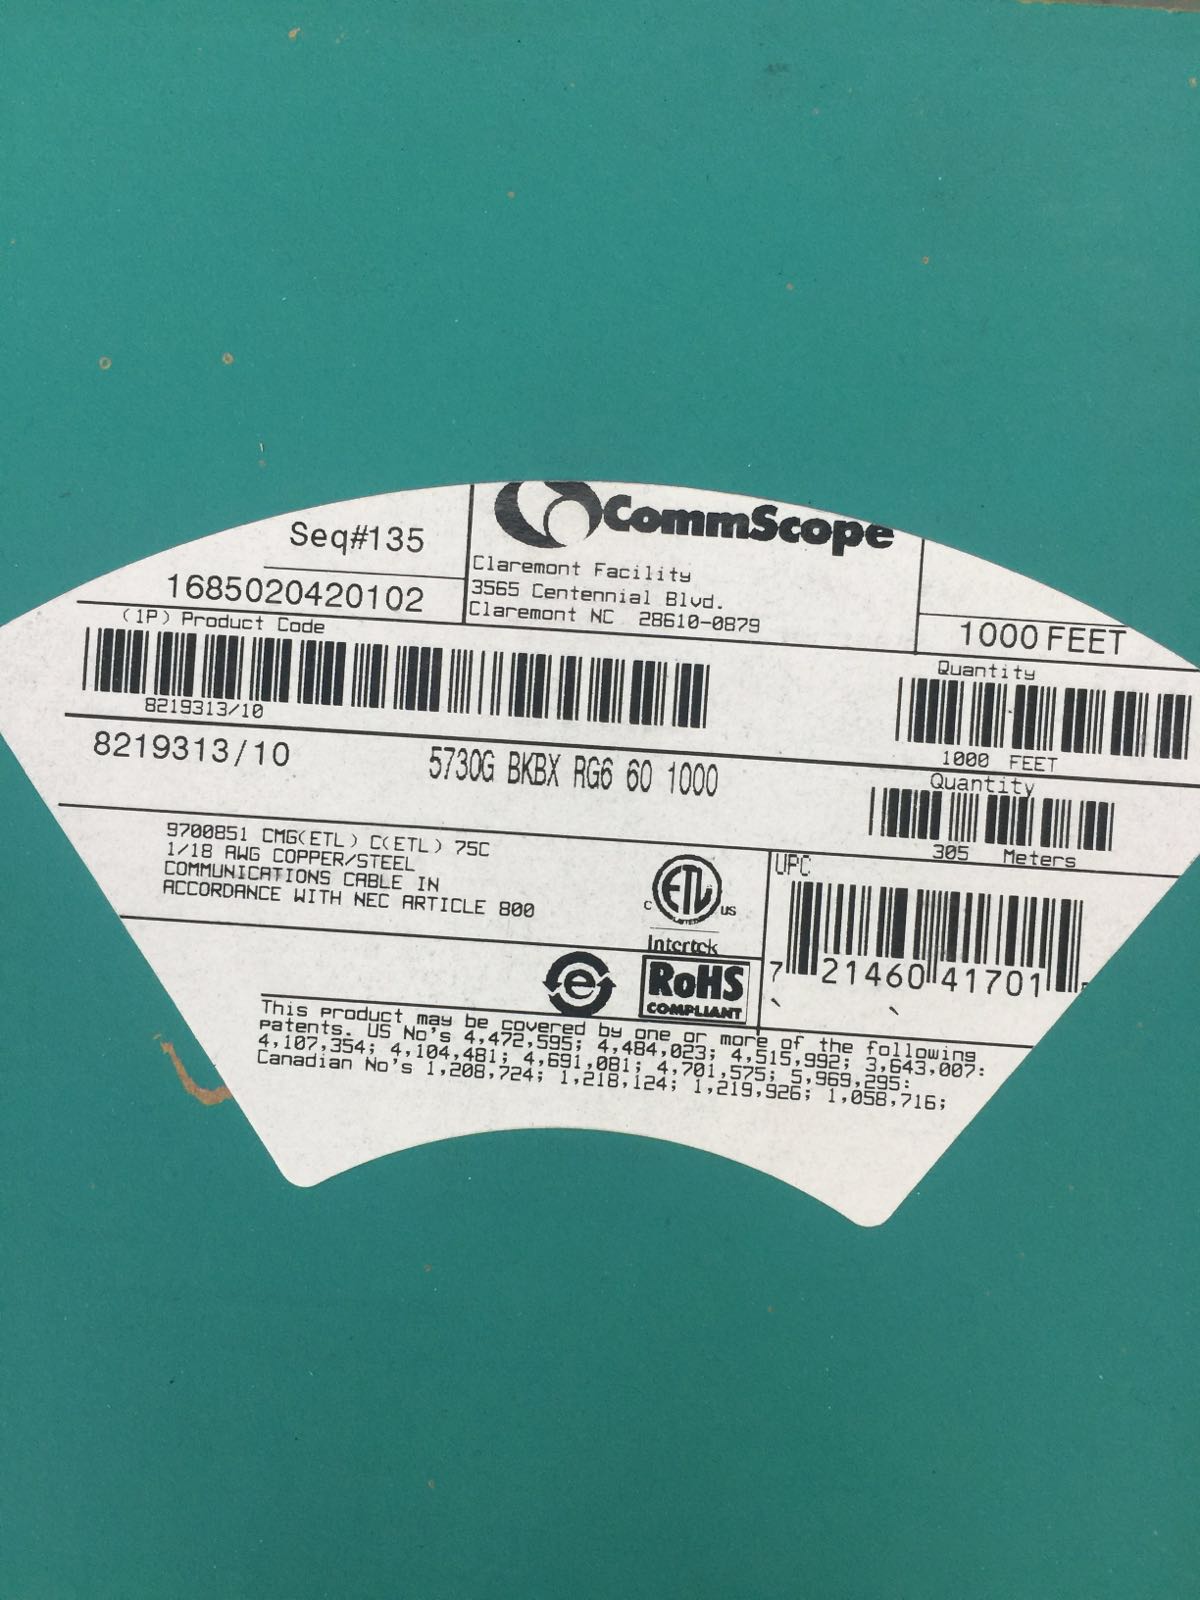 CommScope
Seq#135
Claremont Facility
3565 Centennial Blvd.
Claremont NC 28610-0879
1685020420102
1000 FEET
(1P) Product Code
8219313/10
Quantity
1000 FEET
8219313/10
5730G BKBX RG6 60 1000
Quantity
305 Meters
9700851 CMG(ETL) C(ETL) 75C
1/18 AWG COPPER/STEEL
COMMUNICATIONS CABLE IN
ACCORDANCE WITH NEC ARTICLE 800
C ETL US
Intertek
UPC
7 21460 41701
e
RoHS
COMPLIANT
This product may be covered by one or more of the following
patents. US No's 4,472,595; 4,484,023; 4,515,992; 3,643,007:
4,107,354; 4,104,481; 4,691,081; 4,701,575; 5,969,295:
Canadian No's 1,208,724; 1,218,124; 1,219,926; 1,058,716;